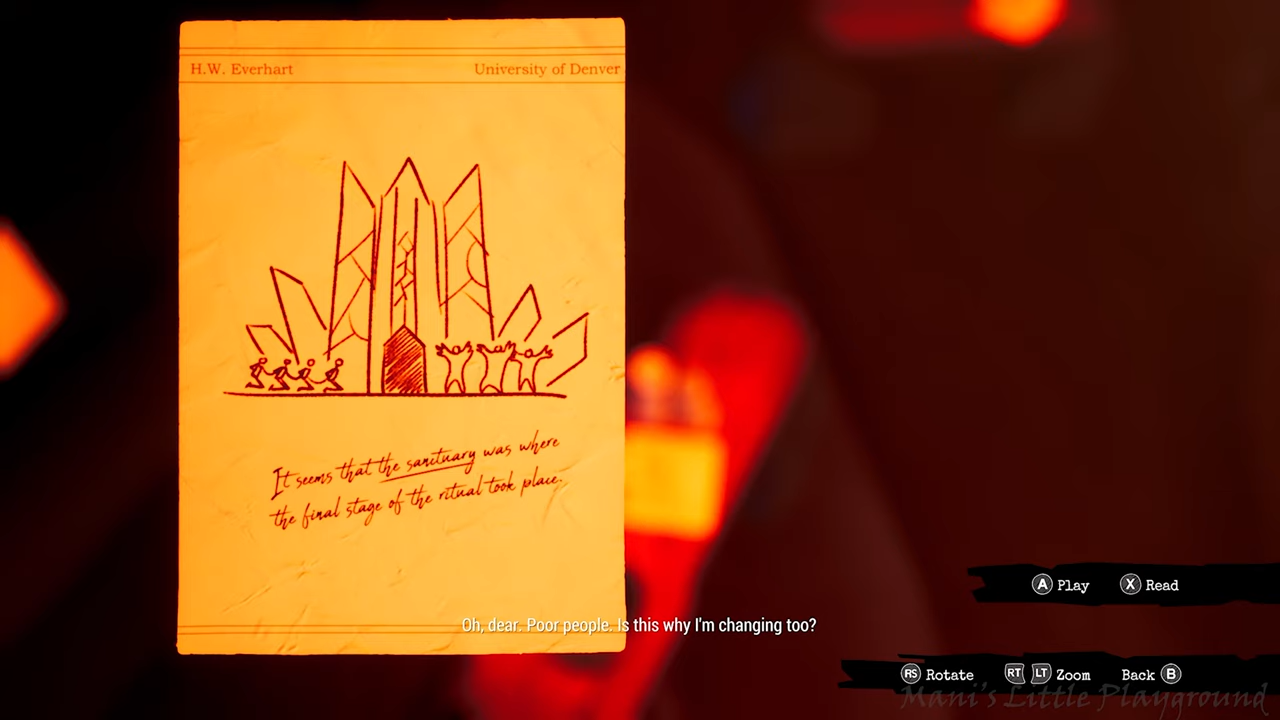 H.W. Everhart University of Denver
It seems that the sanctuary was where
the final stage of the ritual took place.
Oh, dear. Poor people. Is this why I'm changing too?
A Play X Read
RS Rotate RT LT Zoom Back B
Mani's Little Playground